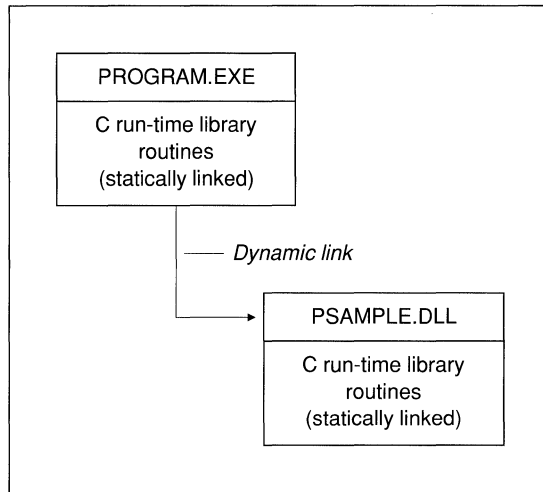 PROGRAM.EXE
C run-time library
routines
(statically linked)
Dynamic link
PSAMPLE.DLL
C run-time library
routines
(statically linked)